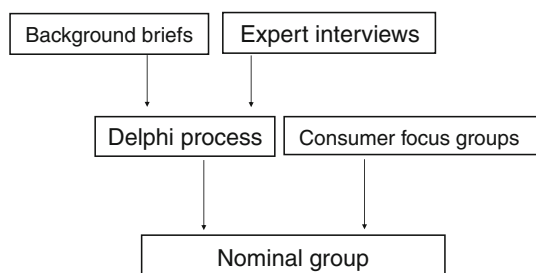 Background briefs
Expert interviews
Delphi process
Consumer focus groups
Nominal group